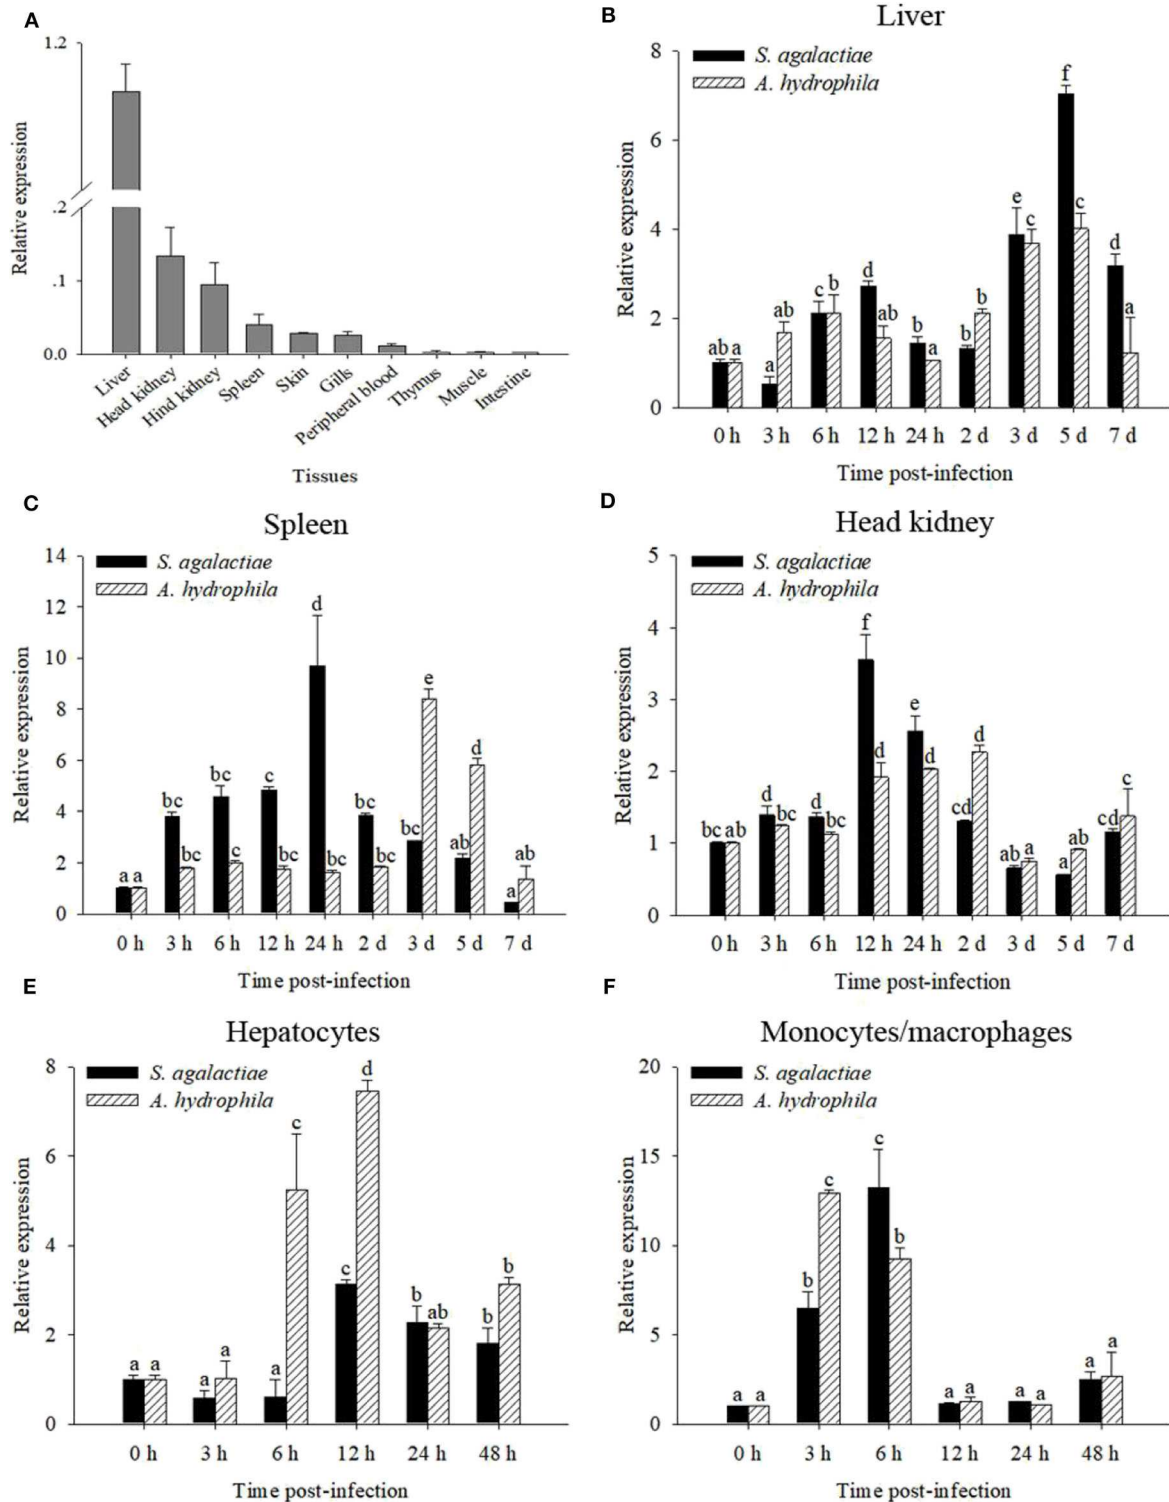 A
1.2
.2
.1
0.0
Relative expression
Liver
Head kidney
Hind kidney
Spleen
Skin
Gills
Peripheral blood
Thymus
Muscle
Intestine
Tissues
B
Liver
S. agalactiae
A. hydrophila
8
6
4
2
0
Relative expression
ab a
a ab
c b
d ab
b a
b b
e c
f c
d a
0 h 3 h 6 h 12 h 24 h 2 d 3 d 5 d 7 d
Time post-infection
C
Spleen
S. agalactiae
A. hydrophila
14
12
10
8
6
4
2
0
Relative expression
a a
bc bc
bc c
c bc
d bc
bc bc
bc e
ab d
a ab
0 h 3 h 6 h 12 h 24 h 2 d 3 d 5 d 7 d
Time post-infection
D
Head kidney
S. agalactiae
A. hydrophila
5
4
3
2
1
0
Relative expression
bc ab
d bc
d bc
f d
e d
cd d
ab a
a ab
cd c
0 h 3 h 6 h 12 h 24 h 2 d 3 d 5 d 7 d
Time post-infection
E
Hepatocytes
S. agalactiae
A. hydrophila
8
6
4
2
0
Relative expression
a a
a a
a c
c d
b ab
b b
0 h 3 h 6 h 12 h 24 h 48 h
Time post-infection
F
Monocytes/macrophages
S. agalactiae
A. hydrophila
20
15
10
5
0
Relative expression
a a
b c
c b
a a
a a
a a
0 h 3 h 6 h 12 h 24 h 48 h
Time post-infection